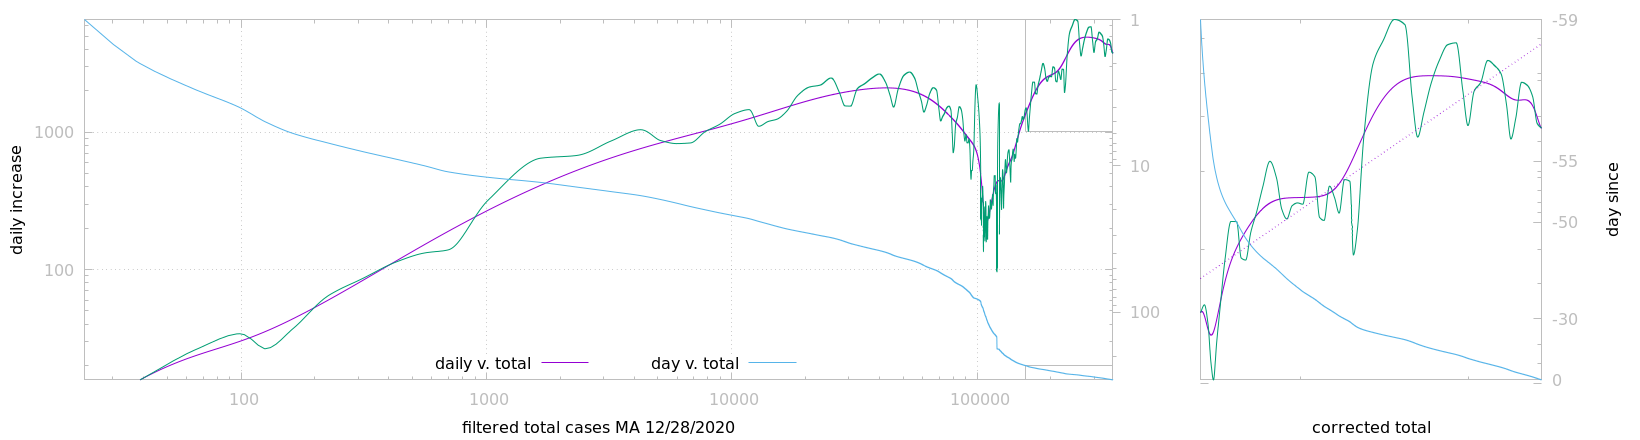 daily increase
1000
100
100
1000
10000
100000
filtered total cases MA 12/28/2020
daily v. total
day v. total
1
10
100
-59
-55
-50
-30
0
day since
corrected total